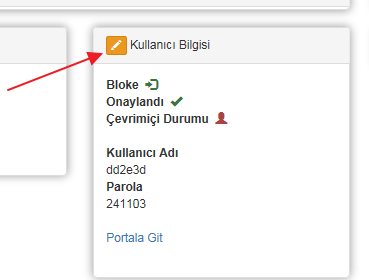 Kullanıcı Bilgisi
Bloke
Onaylandı
Çevrimiçi Durumu
Kullanıcı Adı
dd2e3d
Parola
241103
Portala Git